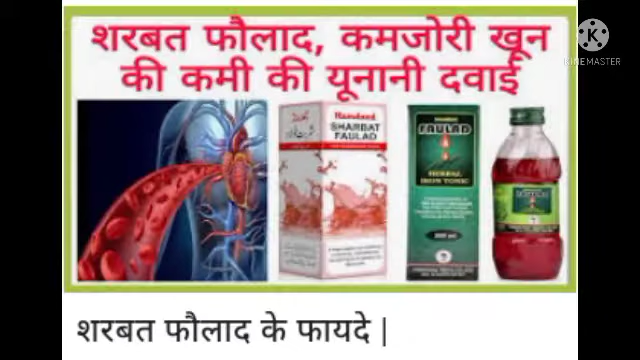 शरबत फौलाद, कमजोरी खून
की कमी की यूनानी दवाई
KINEMASTER
Hamdard
SHARBAT
FAULAD
FAULAD
HERBAL
IRON TONIC
शरबत फौलाद के फायदे |